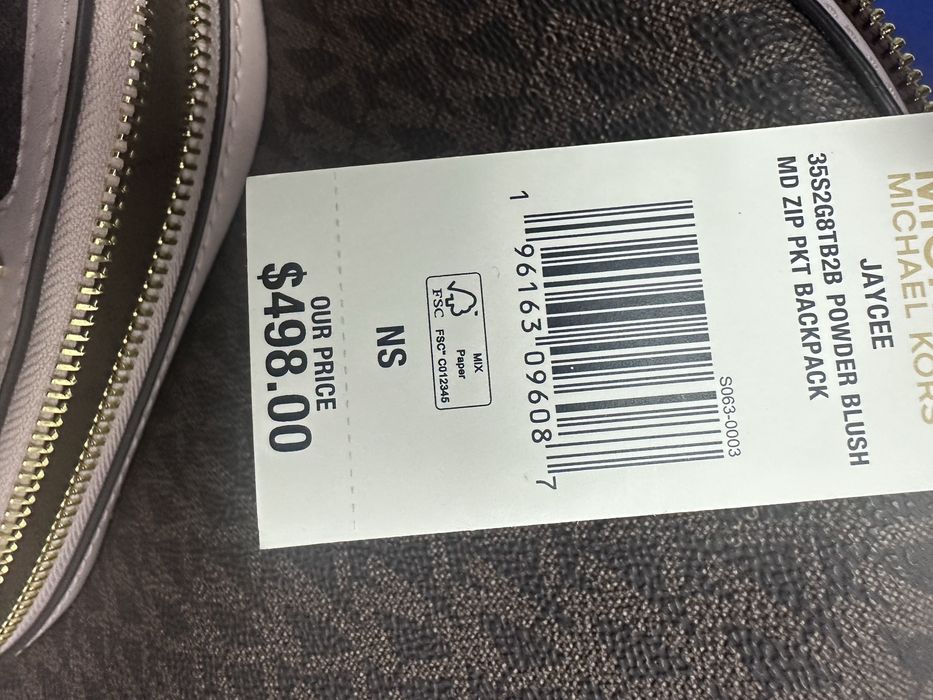 MICHAEL KORS
JAYCEE
35S2G8TB2B POWDER BLUSH
MD ZIP PKT BACKPACK
S063-0003
1 96163 09608 7
FSC
MIX
Paper
FSC® C012345
NS
OUR PRICE
$498.00